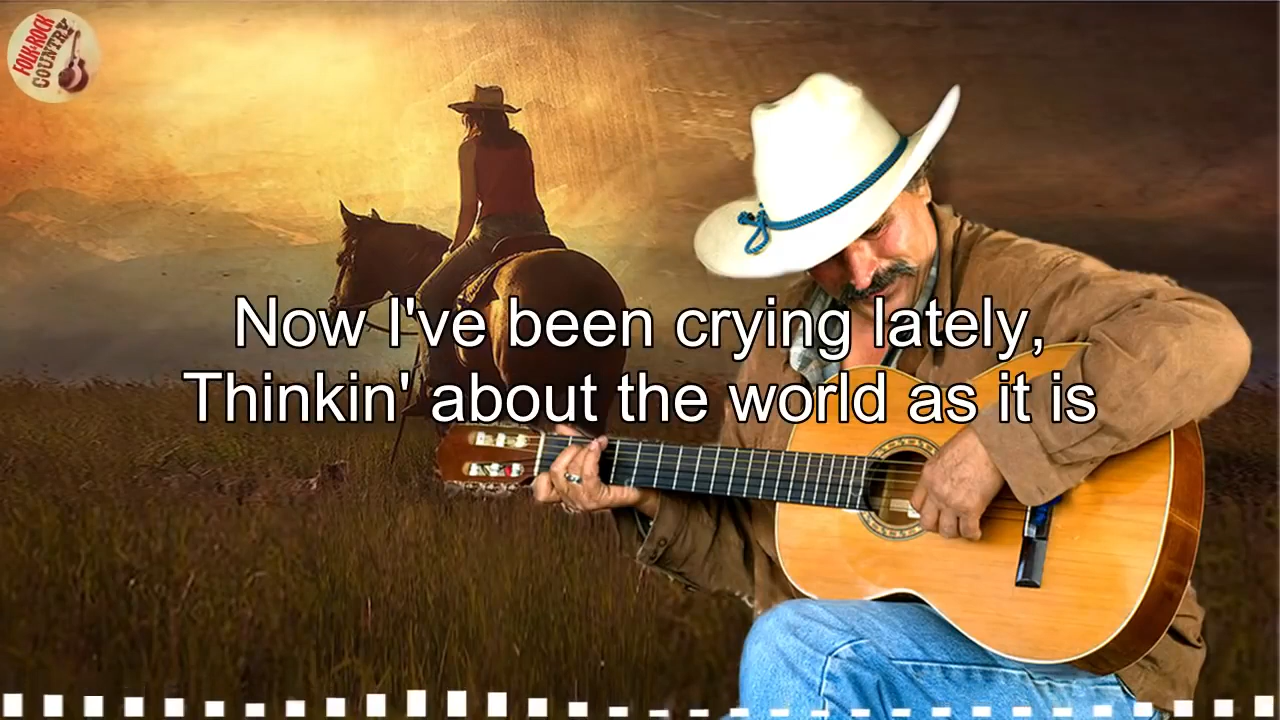 FOLK-ROCK
COUNTRY
Now I've been crying lately,
Thinkin' about the world as it is